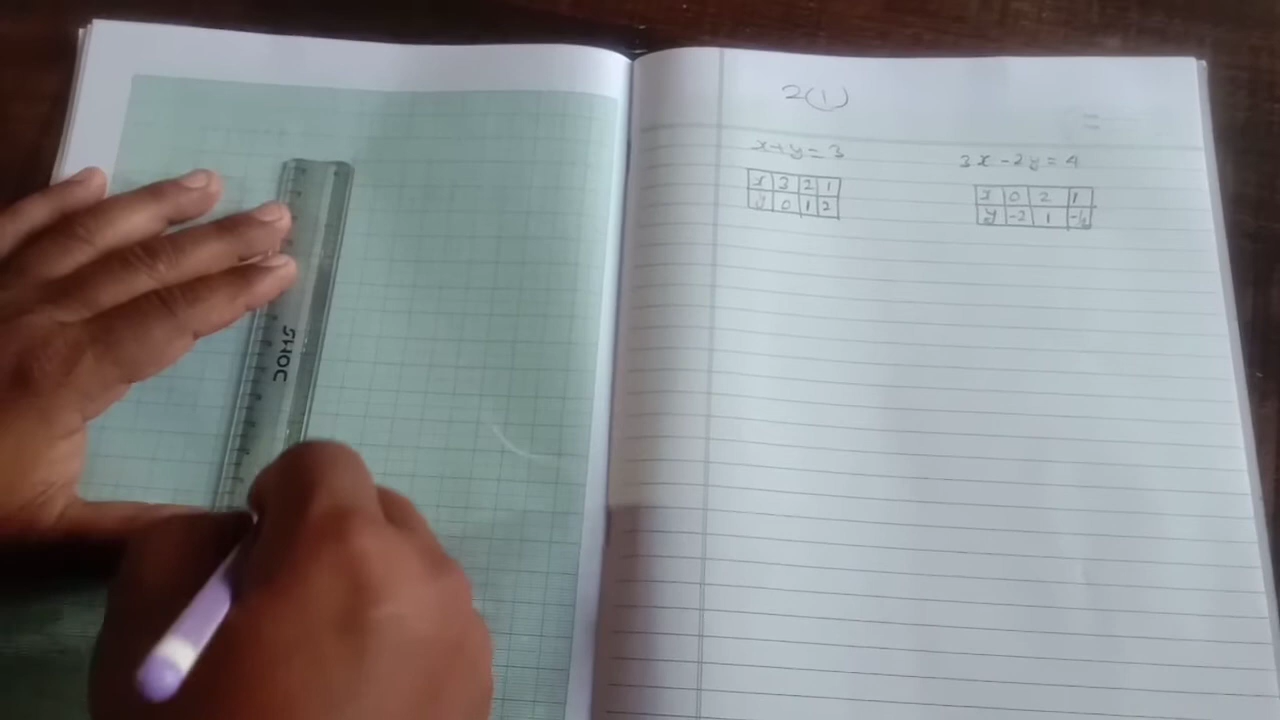 2(1)
x+y=3
x 3 2 1
y 0 1 2
3x-2y=4
x 0 2 1
y -2 1 -½
SMOC